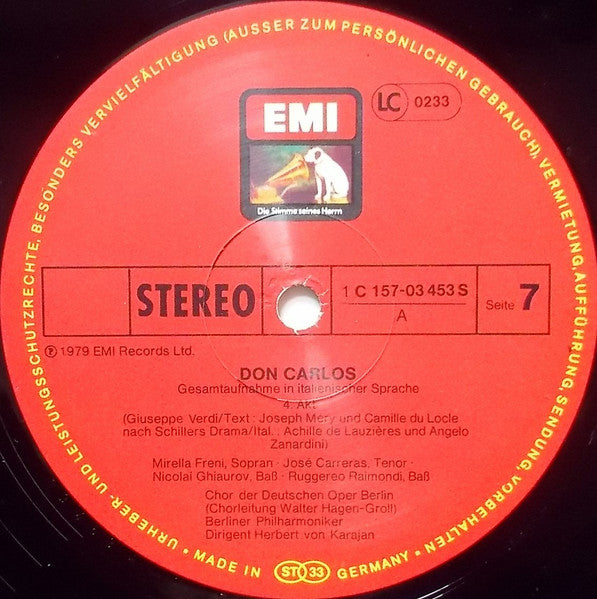 URHEBER- UND LEISTUNGSSCHUTZRECHTE, BESONDERS VERVIELFÄLTIGUNG (AUSSER ZUM PERSÖNLICHEN GEBRAUCH), VERMIETUNG, AUFFÜHRUNG, SENDUNG, VORBEHALTEN
EMI
Die Stimme seines Herrn
LC 0233
STEREO
1 C 157-03 453 S
A
Seite 7
℗ 1979 EMI Records Ltd.
DON CARLOS
Gesamtaufnahme in italienischer Sprache
4. Akt
(Giuseppe Verdi/Text: Joseph Méry und Camille du Locle
nach Schillers Drama/Ital.: Achille de Lauzières und Angelo
Zanardini)
Mirella Freni, Sopran · José Carreras, Tenor ·
Nicolai Ghiaurov, Baß · Ruggereo Raimondi, Baß
Chor der Deutschen Oper Berlin
(Chorleitung Walter Hagen-Groll)
Berliner Philharmoniker
Dirigent Herbert von Karajan
• MADE IN ST 33 GERMANY •